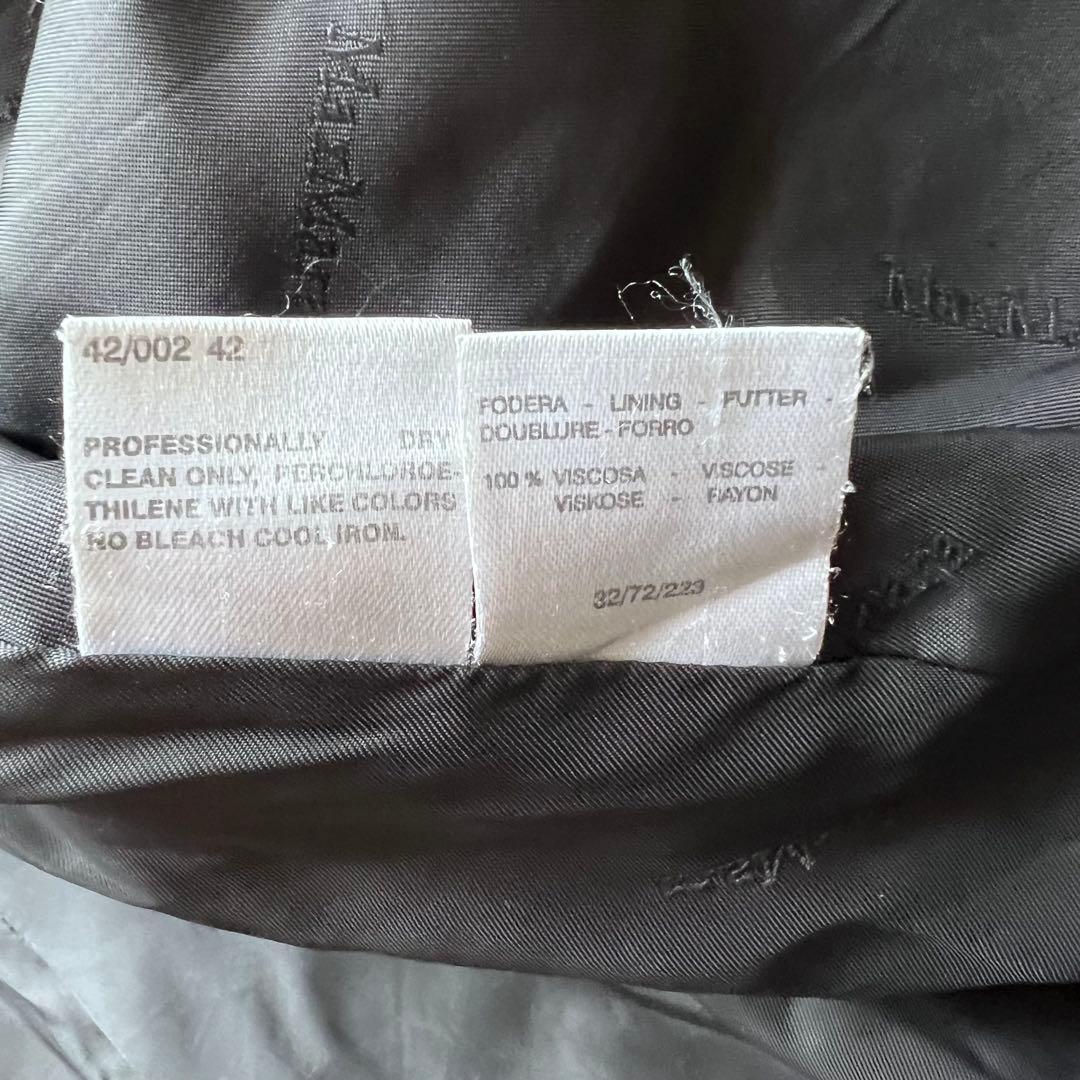 42/002 42
PROFESSIONALLY DRY
CLEAN ONLY, PERCHLOROE-
THILENE WITH LIKE COLORS
NO BLEACH COOL IRON.
FODERA - LINING - FUTTER -
DOUBLURE - FORRO
100 % VISCOSA - VISCOSE -
VISKOSE - RAYON
32/72/223